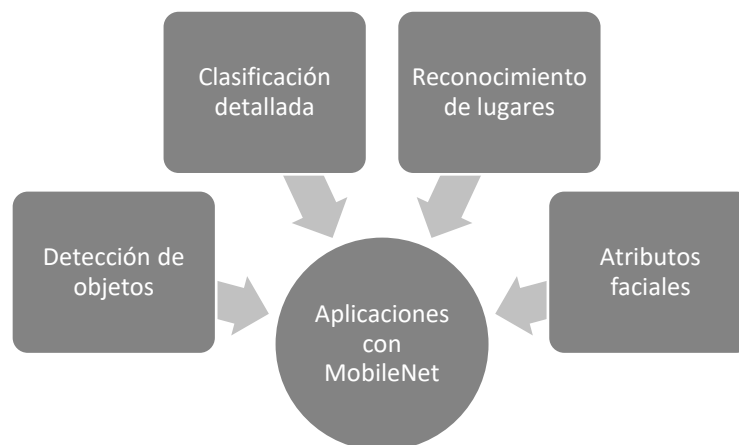 Clasificación
detallada
Reconocimiento
de lugares
Detección de
objetos
Atributos
faciales
Aplicaciones
con
MobileNet